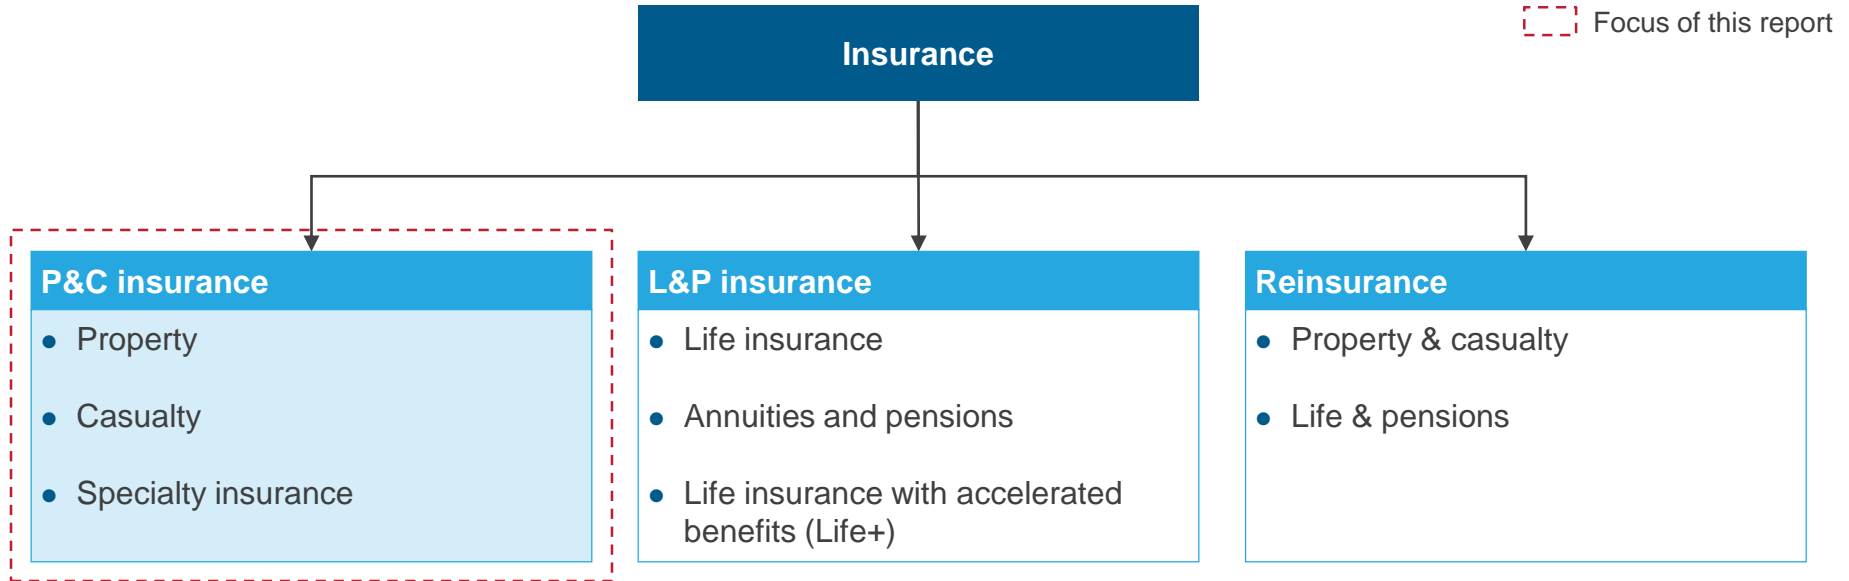 Focus of this report
Insurance
P&C insurance
● Property
● Casualty
● Specialty insurance
L&P insurance
● Life insurance
● Annuities and pensions
● Life insurance with accelerated
benefits (Life+)
Reinsurance
● Property & casualty
● Life & pensions